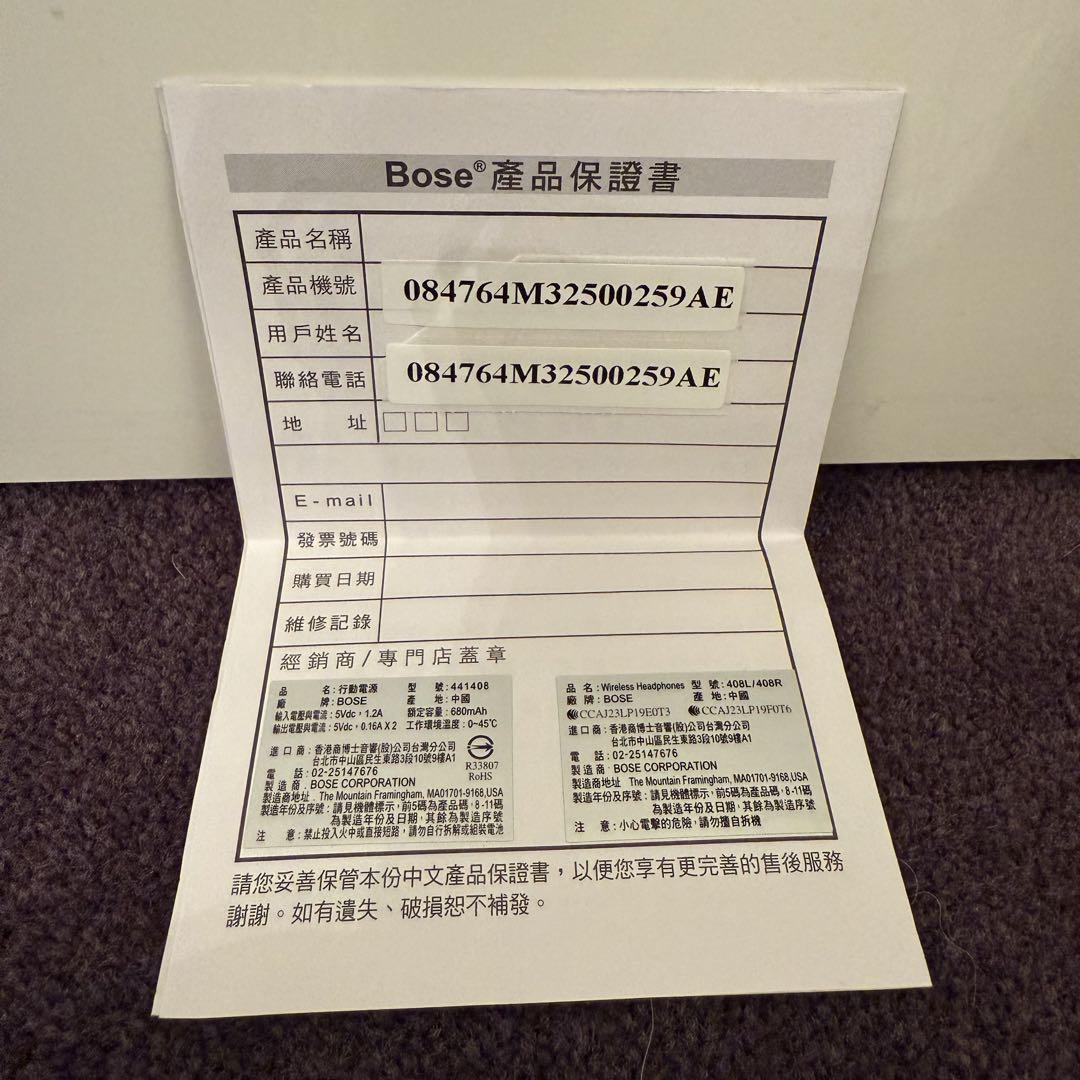 Bose®產品保證書
產品名稱
產品機號 084764M32500259AE
用戶姓名
聯絡電話 084764M32500259AE
地 址 □□□
E-mail
發票號碼
購買日期
維修記錄
經銷商/專門店蓋章
品 名:行動電源 型 號:441408
廠 牌:BOSE 產 地:中國
輸入電壓與電流:5Vdc,1.2A 額定容量:680mAh
輸出電壓與電流:5Vdc,0.16A X 2 工作環境溫度:0~45℃
進口商:香港商博士音響(股)公司台灣分公司
台北市中山區民生東路3段10號9樓A1
電 話:02-25147676
R33807
RoHS
製造商:BOSE CORPORATION
製造商地址:The Mountain Framingham, MA01701-9168,USA
製造年份及序號:請見機體標示,前5碼為產品碼,8-11碼
為製造年份及日期,其餘為製造序號
注 意:禁止投入火中或直接短路,請勿自行拆解或組裝電池
品 名:Wireless Headphones 型 號:408L/408R
廠 牌:BOSE 產 地:中國
CCAJ23LP19E0T3 CCAJ23LP19F0T6
進口商:香港商博士音響(股)公司台灣分公司
台北市中山區民生東路3段10號9樓A1
電 話:02-25147676
製造商:BOSE CORPORATION
製造商地址 The Mountain Framingham, MA01701-9168,USA
製造年份及序號:請見機體標示,前5碼為產品碼,8-11碼
為製造年份及日期,其餘為製造序號
注 意:小心電擊的危險,請勿擅自拆機
請您妥善保管本份中文產品保證書,以便您享有更完善的售後服務
謝謝。如有遺失、破損恕不補發。